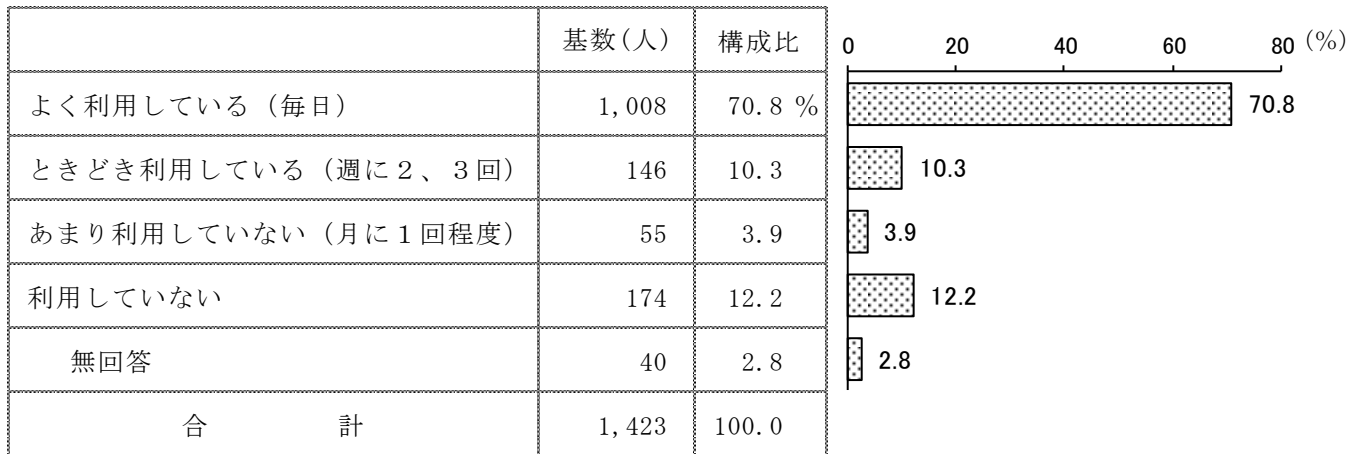 基数(人) 構成比
よく利用している（毎日） 1,008 70.8 %
ときどき利用している（週に２、３回） 146 10.3
あまり利用していない（月に１回程度） 55 3.9
利用していない 174 12.2
無回答 40 2.8
合計 1,423 100.0
0 20 40 60 80 (%)
70.8
10.3
3.9
12.2
2.8